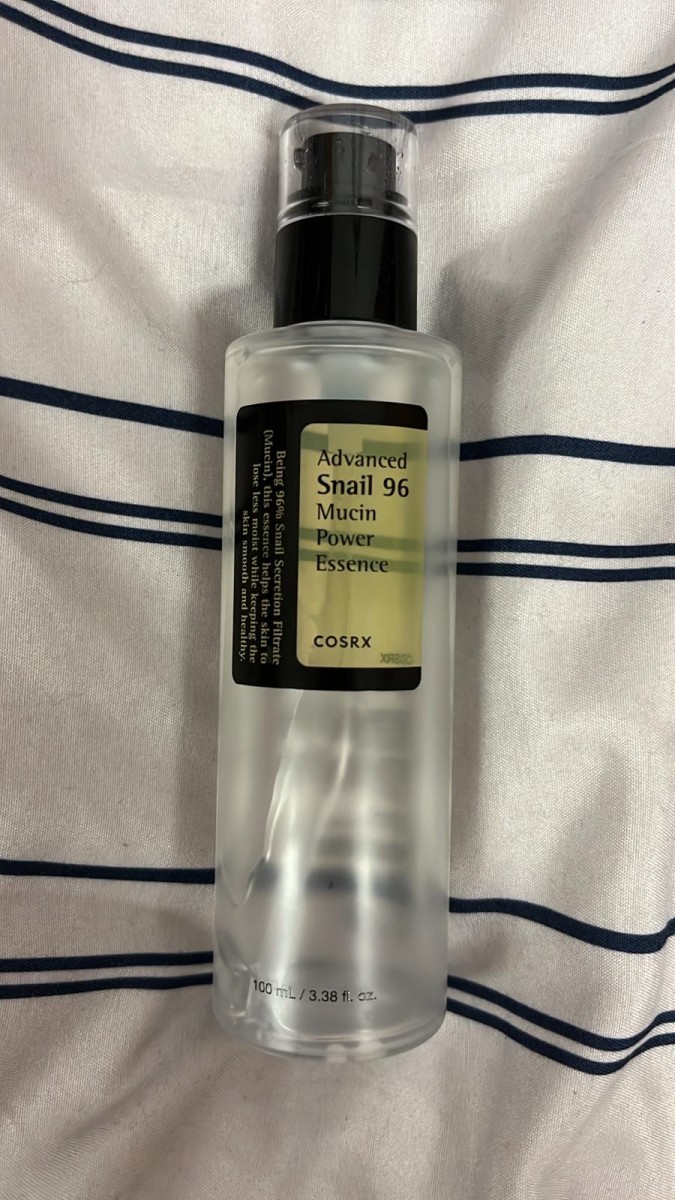 Advanced
Snail 96
Mucin
Power
Essence
COSRX
COSRX
Being 96% Snail Secretion Filtrate
(Mucin), this essence helps the skin to
lose less moist while keeping the
skin smooth and healthy.
100 mL / 3.38 fl. oz.